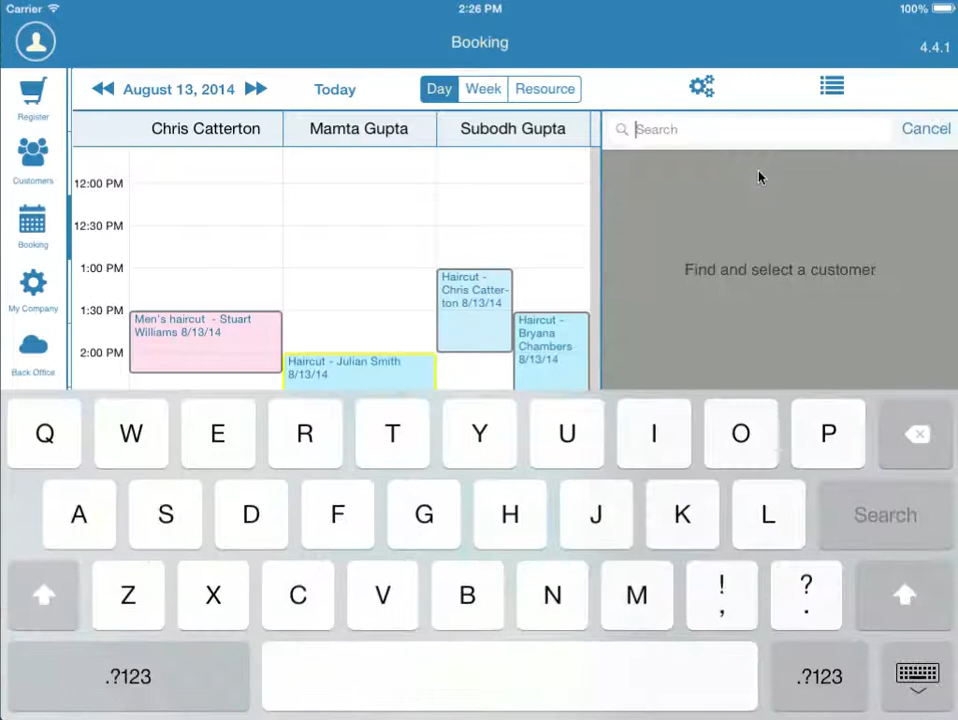 Carrier
2:26 PM
100%
Booking
4.4.1
Register
Customers
Booking
My Company
Back Office
August 13, 2014
Today
Day
Week
Resource
Chris Catterton
Mamta Gupta
Subodh Gupta
Search
Cancel
Find and select a customer
12:00 PM
12:30 PM
1:00 PM
1:30 PM
2:00 PM
Men's haircut - Stuart
Williams 8/13/14
Haircut - Julian Smith
8/13/14
Haircut -
Chris Catter-
ton 8/13/14
Haircut -
Bryana
Chambers
8/13/14
Q W E R T Y U I O P
A S D F G H J K L Search
Z X C V B N M ! ?
, .
.?123 .?123